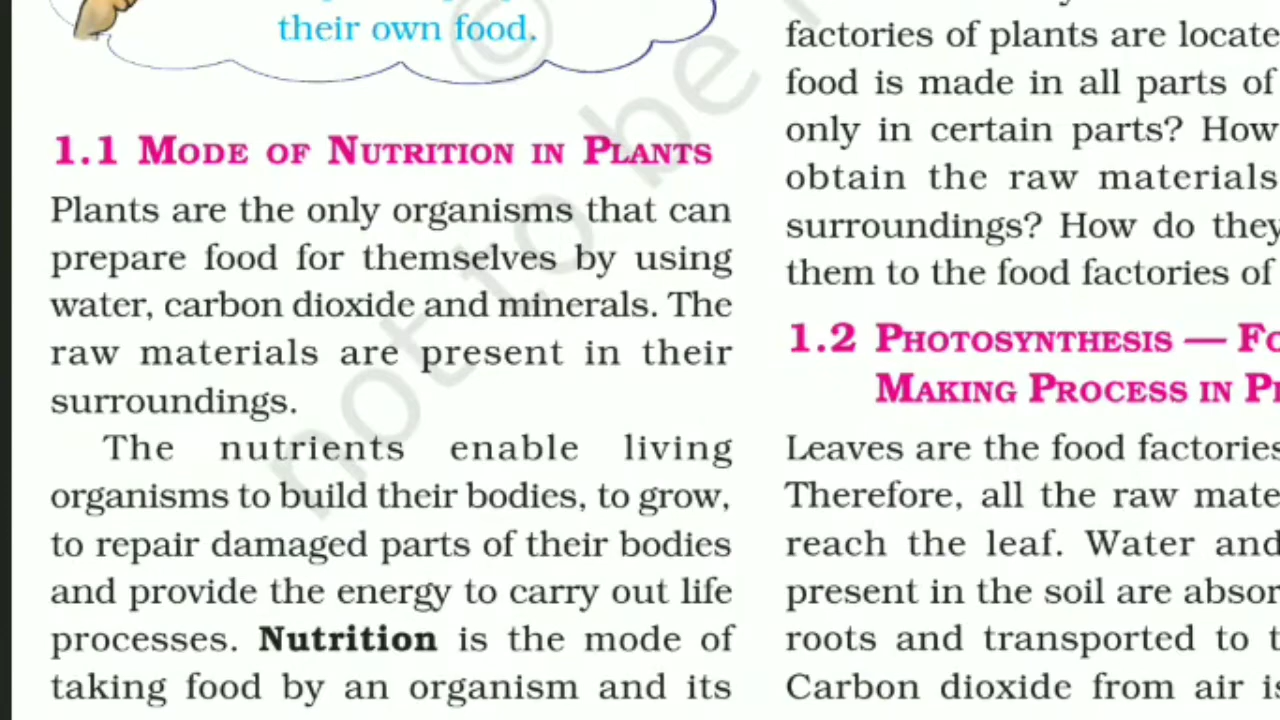 their own food.
1.1 MODE OF NUTRITION IN PLANTS
Plants are the only organisms that can
prepare food for themselves by using
water, carbon dioxide and minerals. The
raw materials are present in their
surroundings.
The nutrients enable living
organisms to build their bodies, to grow,
to repair damaged parts of their bodies
and provide the energy to carry out life
processes. Nutrition is the mode of
taking food by an organism and its
factories of plants are
food is made in all parts of
only in certain parts? How
obtain the raw materials
surroundings? How do they
them to the food factories of
1.2 PHOTOSYNTHESIS —
MAKING PROCESS IN
Leaves are the food factories
Therefore, all the raw
reach the leaf. Water and
present in the soil are
roots and transported to
Carbon dioxide from air
not to be
©